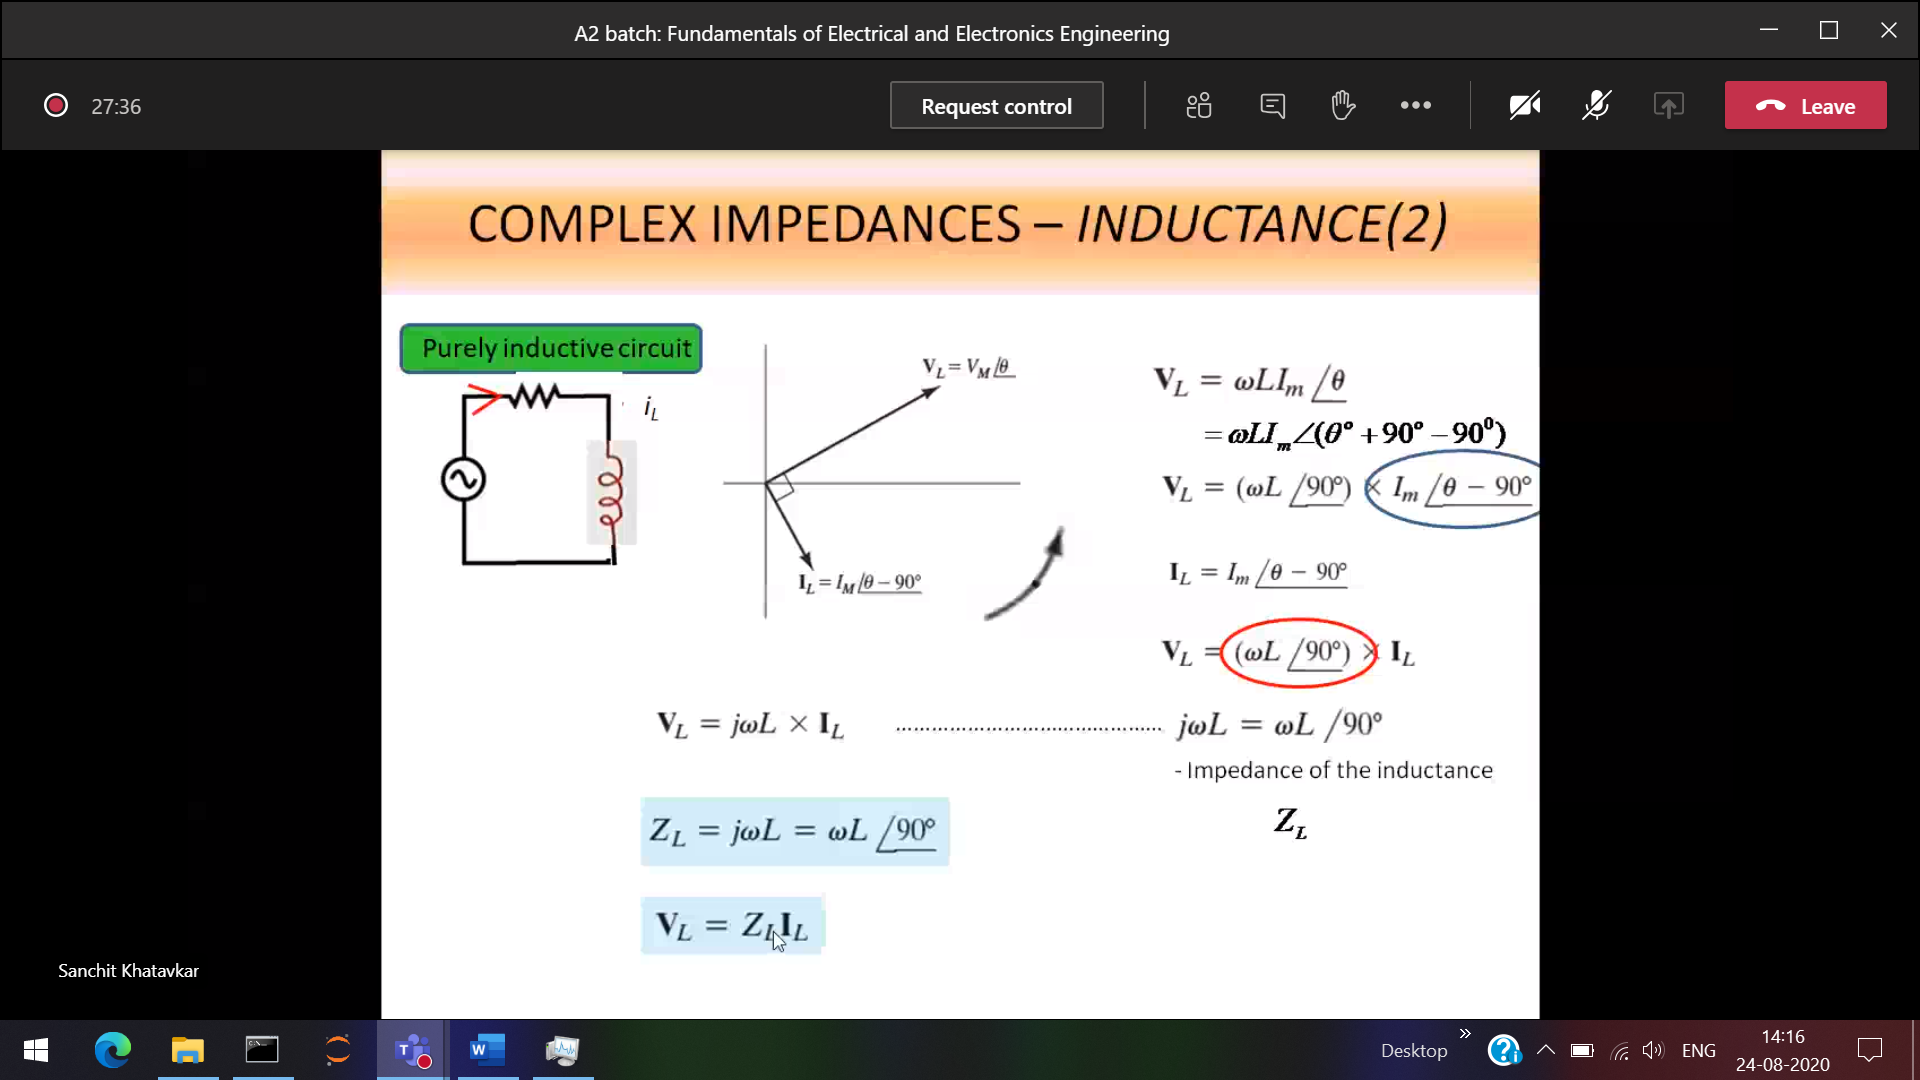 A2 batch: Fundamentals of Electrical and Electronics Engineering
27:36
Request control
Leave
COMPLEX IMPEDANCES – INDUCTANCE(2)
Purely inductive circuit
i_L
V_L = V_M /θ
I_L = I_M /θ – 90°
V_L = ωLI_m /θ
= ωLI_m ∠(θ° + 90° – 90⁰)
V_L = (ωL /90°) × I_m /θ – 90°
I_L = I_m /θ – 90°
V_L = (ωL /90°) × I_L
V_L = jωL × I_L ............................................. jωL = ωL /90°
- Impedance of the inductance
Z_L
Z_L = jωL = ωL /90°
V_L = Z_L I_L
Sanchit Khatavkar
Desktop
ENG
14:16
24-08-2020